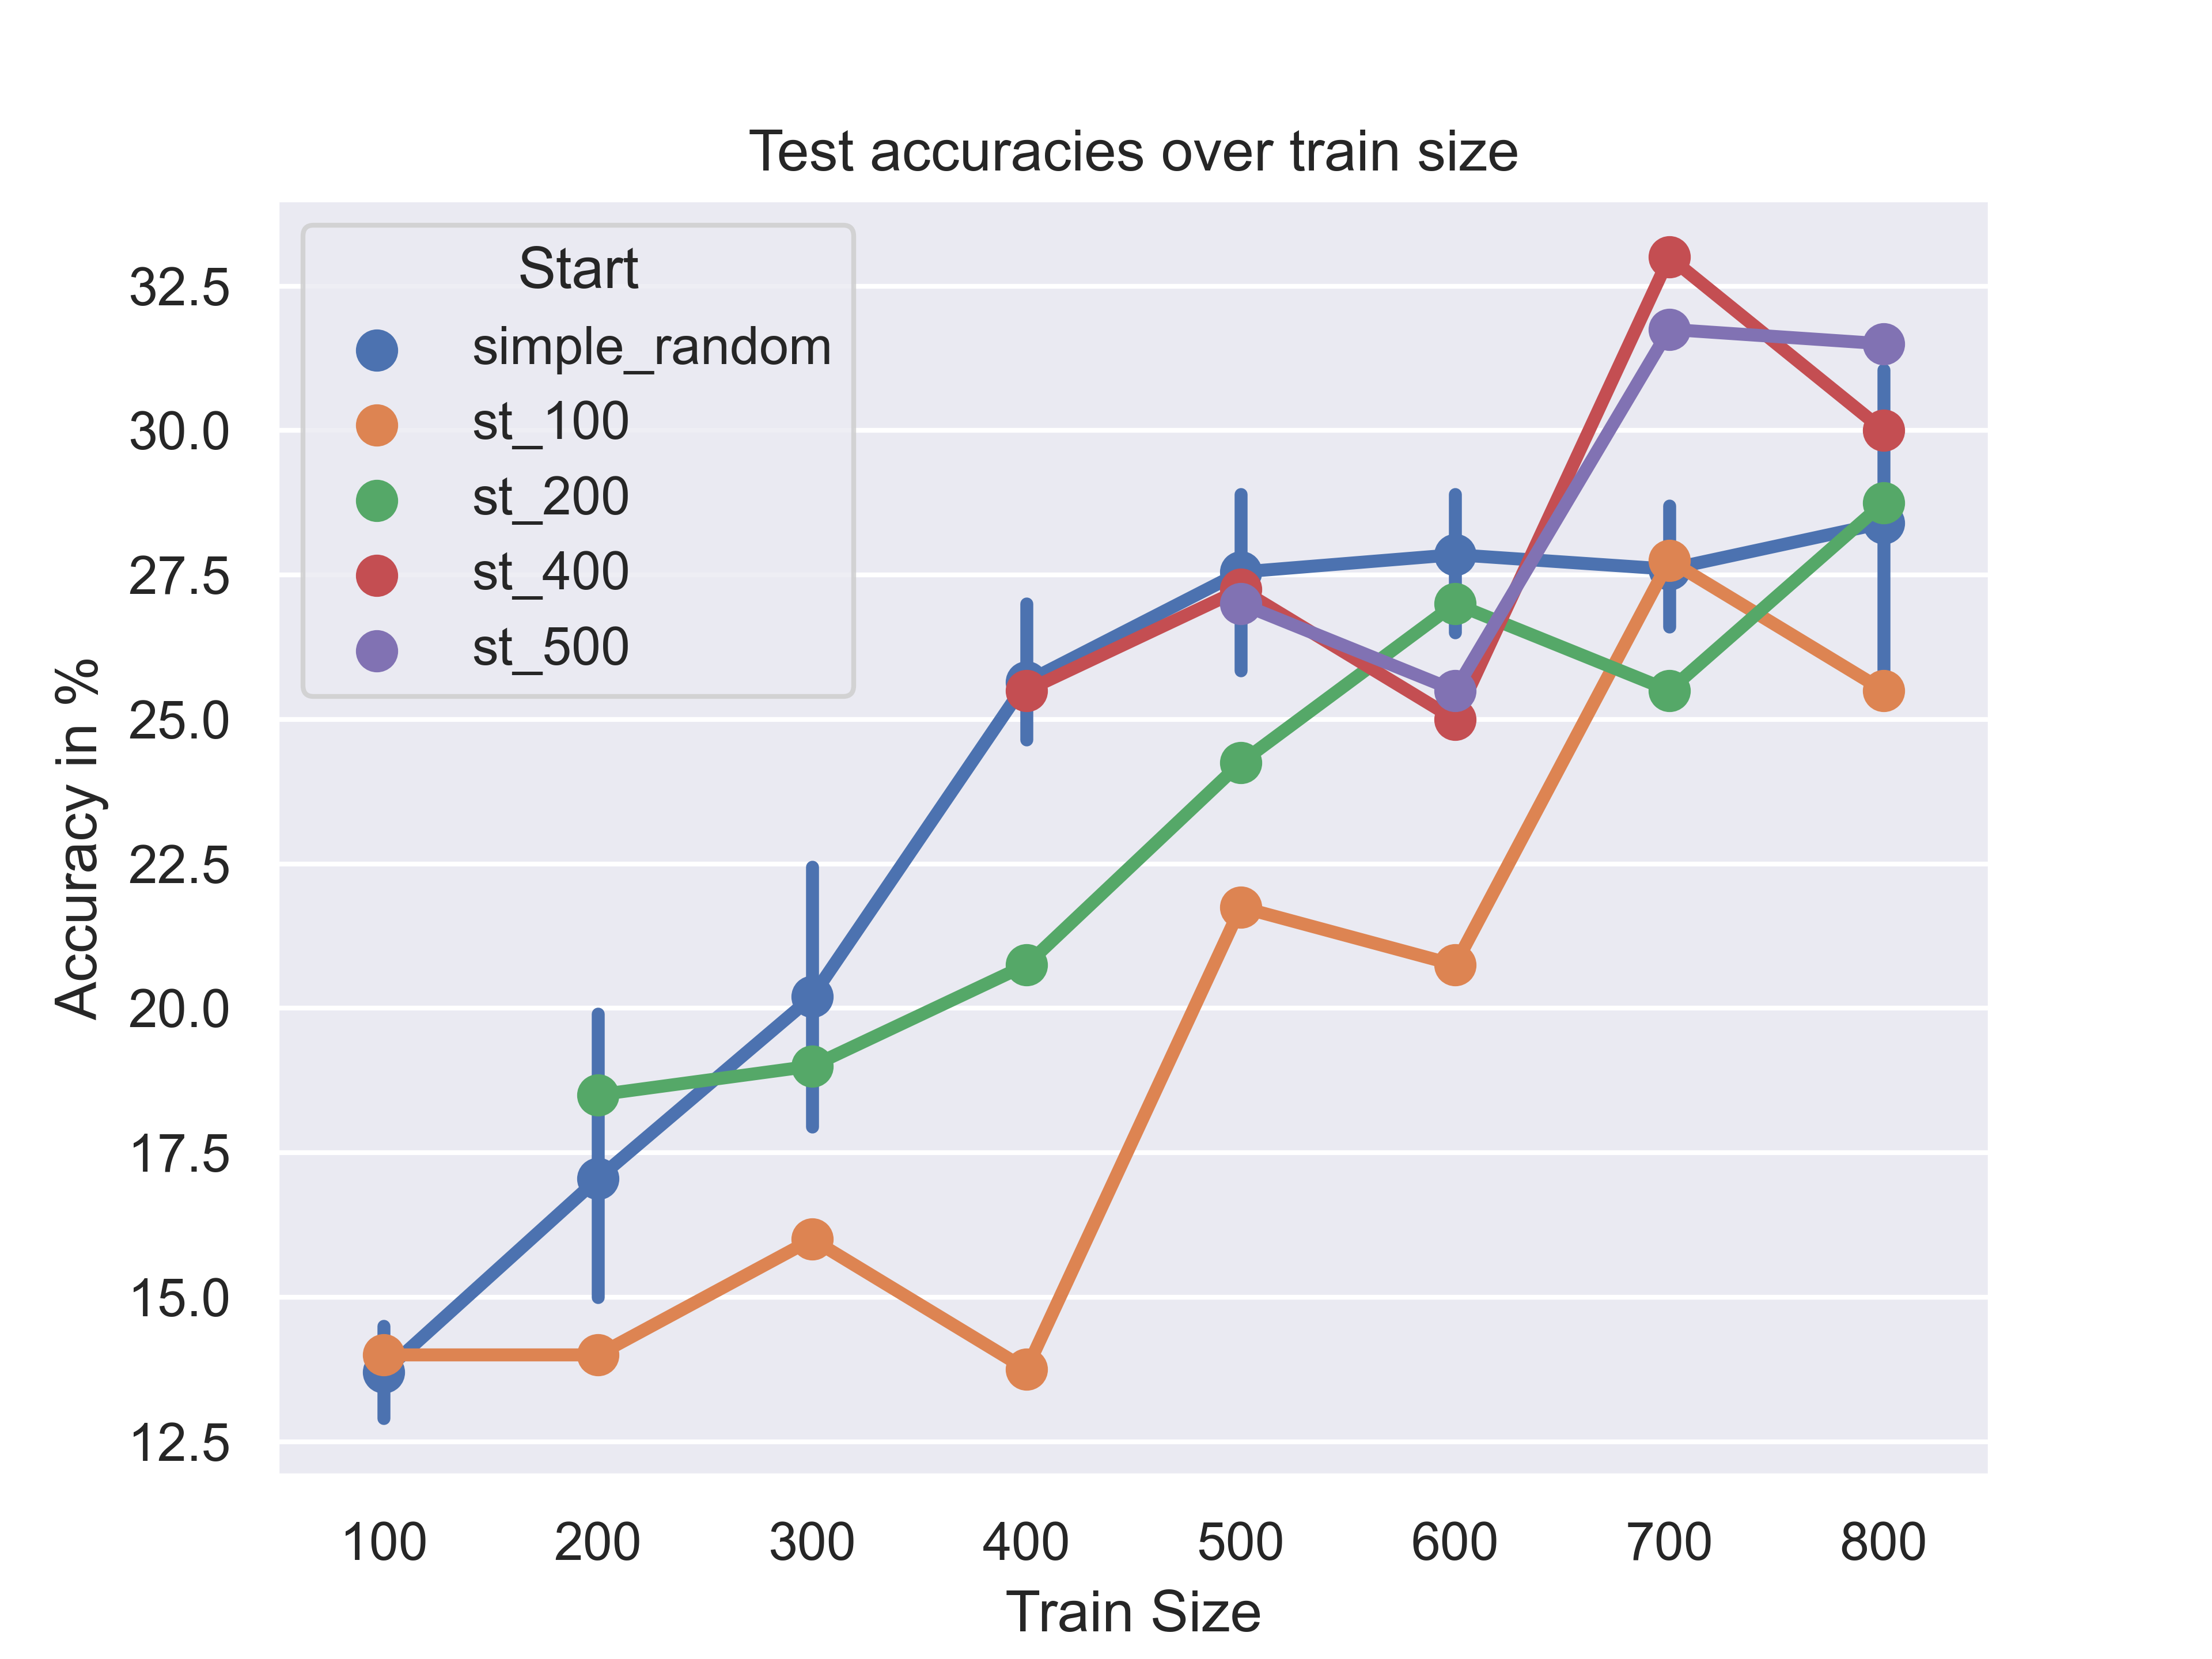 Test accuracies over train size
Start
simple_random
st_100
st_200
st_400
st_500
32.5
30.0
27.5
25.0
22.5
20.0
17.5
15.0
12.5
Accuracy in %
100 200 300 400 500 600 700 800
Train Size